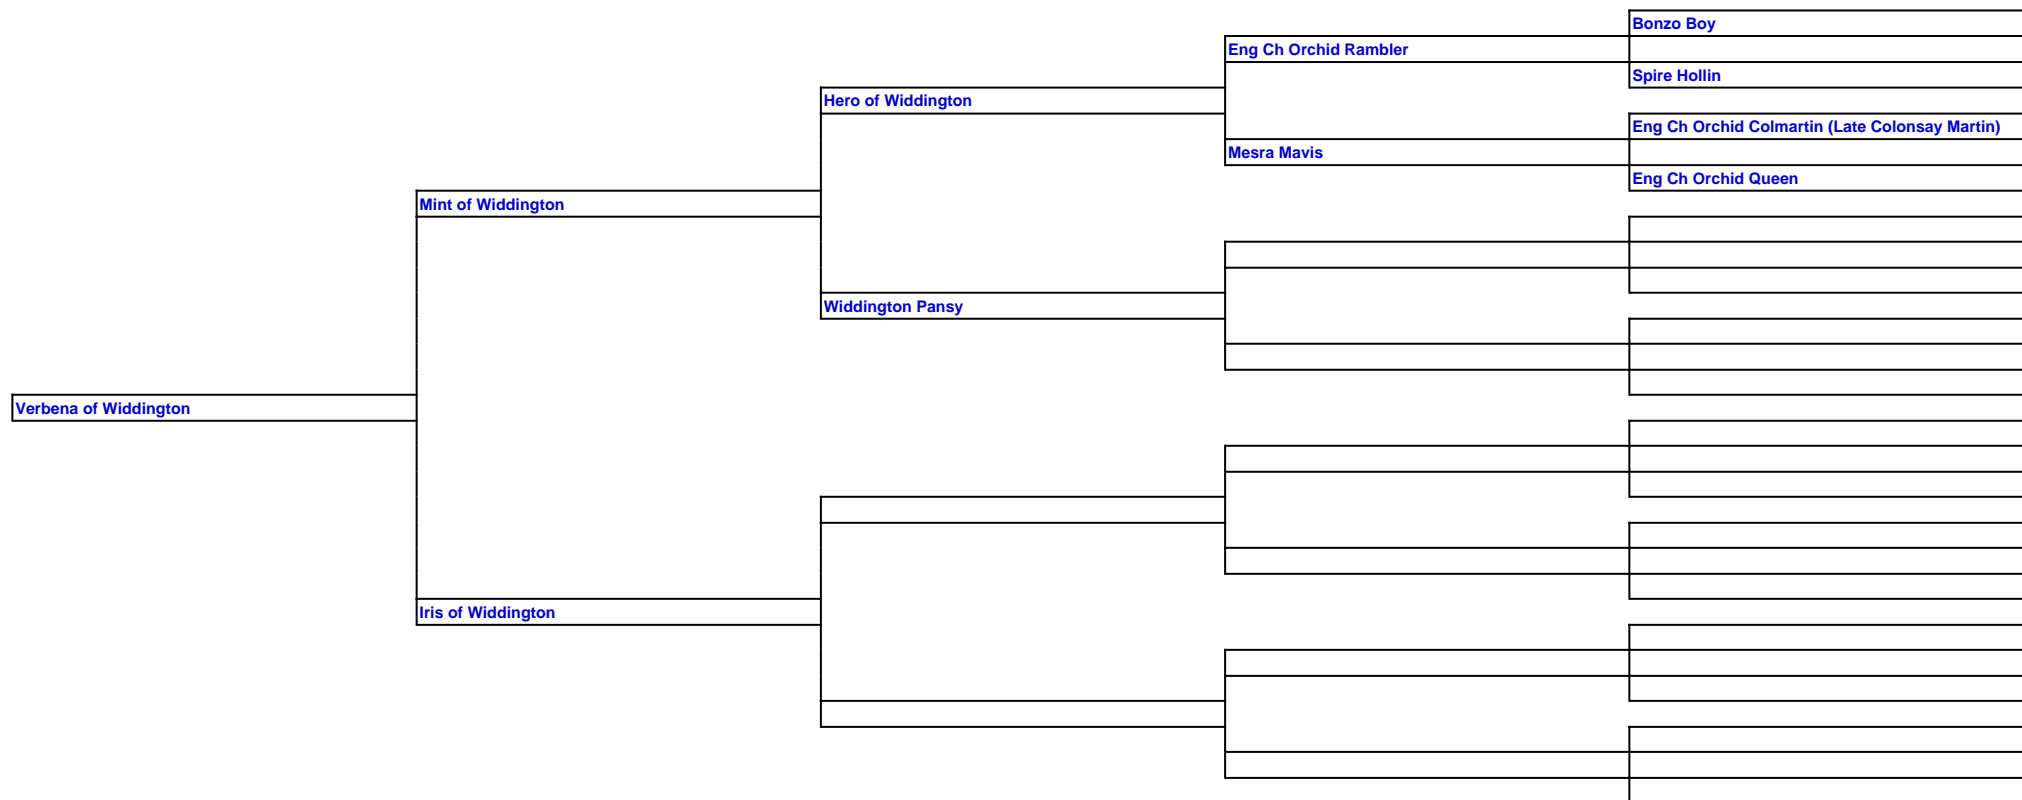 Bonzo Boy
Eng Ch Orchid Rambler
Spire Hollin
Hero of Widdington
Eng Ch Orchid Colmartin (Late Colonsay Martin)
Mesra Mavis
Eng Ch Orchid Queen
Mint of Widdington
Widdington Pansy
Verbena of Widdington
Iris of Widdington